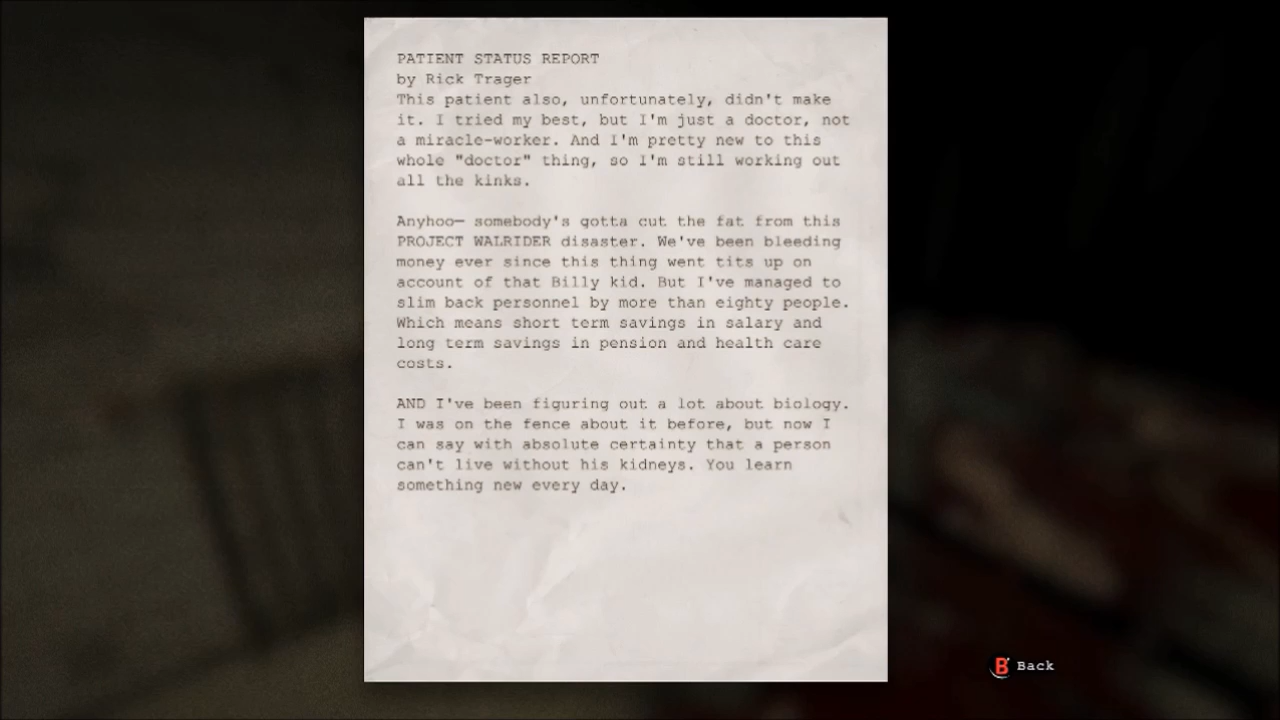 PATIENT STATUS REPORT
by Rick Trager
This patient also, unfortunately, didn't make
it. I tried my best, but I'm just a doctor, not
a miracle-worker. And I'm pretty new to this
whole "doctor" thing, so I'm still working out
all the kinks.
Anyhoo— somebody's gotta cut the fat from this
PROJECT WALRIDER disaster. We've been bleeding
money ever since this thing went tits up on
account of that Billy kid. But I've managed to
slim back personnel by more than eighty people.
Which means short term savings in salary and
long term savings in pension and health care
costs.
AND I've been figuring out a lot about biology.
I was on the fence about it before, but now I
can say with absolute certainty that a person
can't live without his kidneys. You learn
something new every day.
B Back